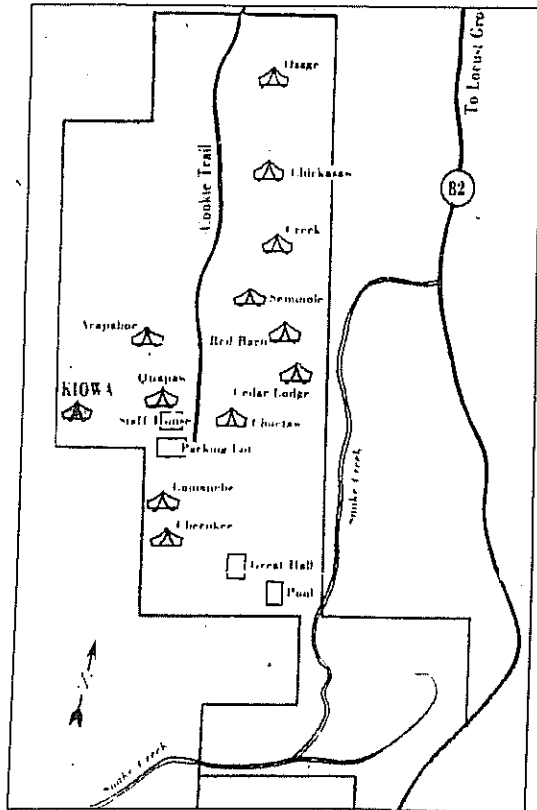 Osage
To Locust Gro
Chickasaw
82
Cookie Trail
Creek
Seminole
Arapahoe
Red Barn
Quapaw
Cedar Lodge
KIOWA
Staff House
Choctaw
Parking Lot
Snake Creek
Comanche
Cherokee
Great Hall
Pool
Snake Creek